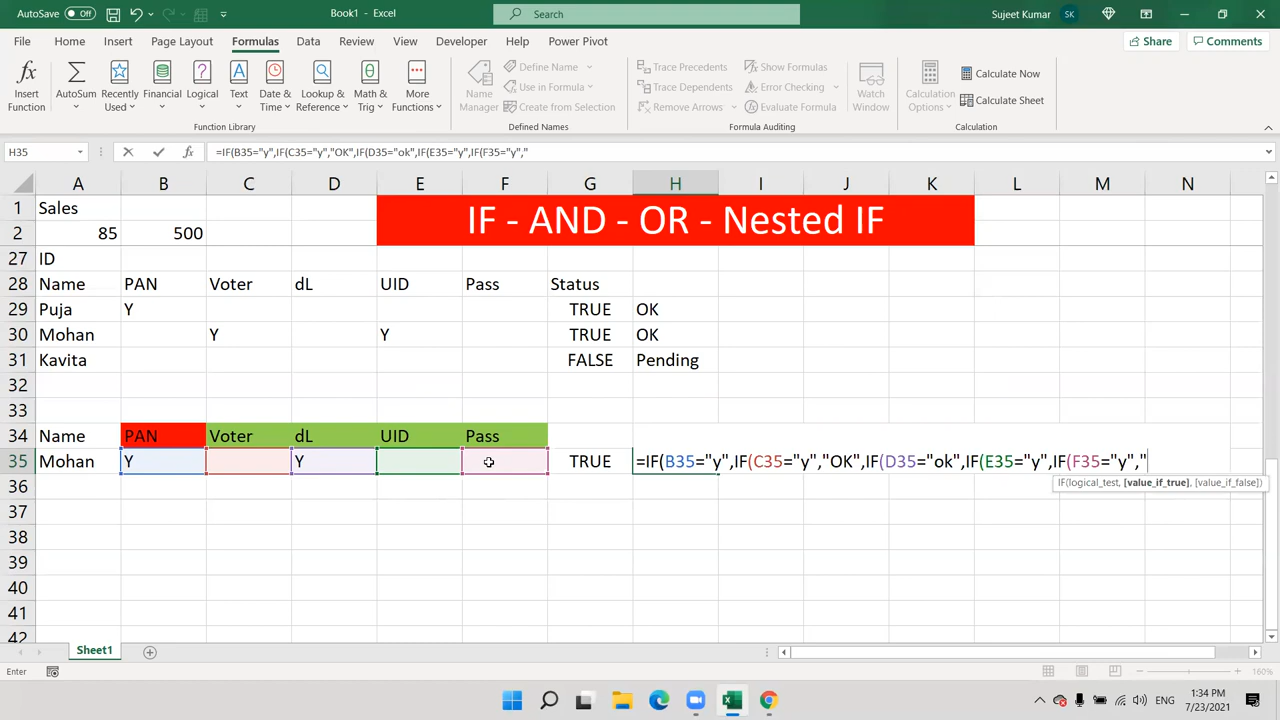 AutoSave Off Book1 - Excel Search Sujeet Kumar SK
File Home Insert Page Layout Formulas Data Review View Developer Help Power Pivot Share Comments
Insert Function
AutoSum
Recently Used
Financial
Logical
Text
Date & Time
Lookup & Reference
Math & Trig
More Functions
Function Library
Name Manager
Define Name
Use in Formula
Create from Selection
Defined Names
Trace Precedents
Trace Dependents
Remove Arrows
Show Formulas
Error Checking
Evaluate Formula
Formula Auditing
Watch Window
Calculation Options
Calculate Now
Calculate Sheet
Calculation
H35 fx =IF(B35="y",IF(C35="y","OK",IF(D35="ok",IF(E35="y",IF(F35="y","
A B C D E F G H I J K L M N
1 Sales IF - AND - OR - Nested IF
2 85 500
27 ID
28 Name PAN Voter dL UID Pass Status
29 Puja Y TRUE OK
30 Mohan Y Y TRUE OK
31 Kavita FALSE Pending
32
33
34 Name PAN Voter dL UID Pass
35 Mohan Y Y TRUE =IF(B35="y",IF(C35="y","OK",IF(D35="ok",IF(E35="y",IF(F35="y","
IF(logical_test, [value_if_true], [value_if_false])
36
37
38
39
40
41
42
Sheet1
Enter 160%
ENG 1:34 PM
7/23/2021